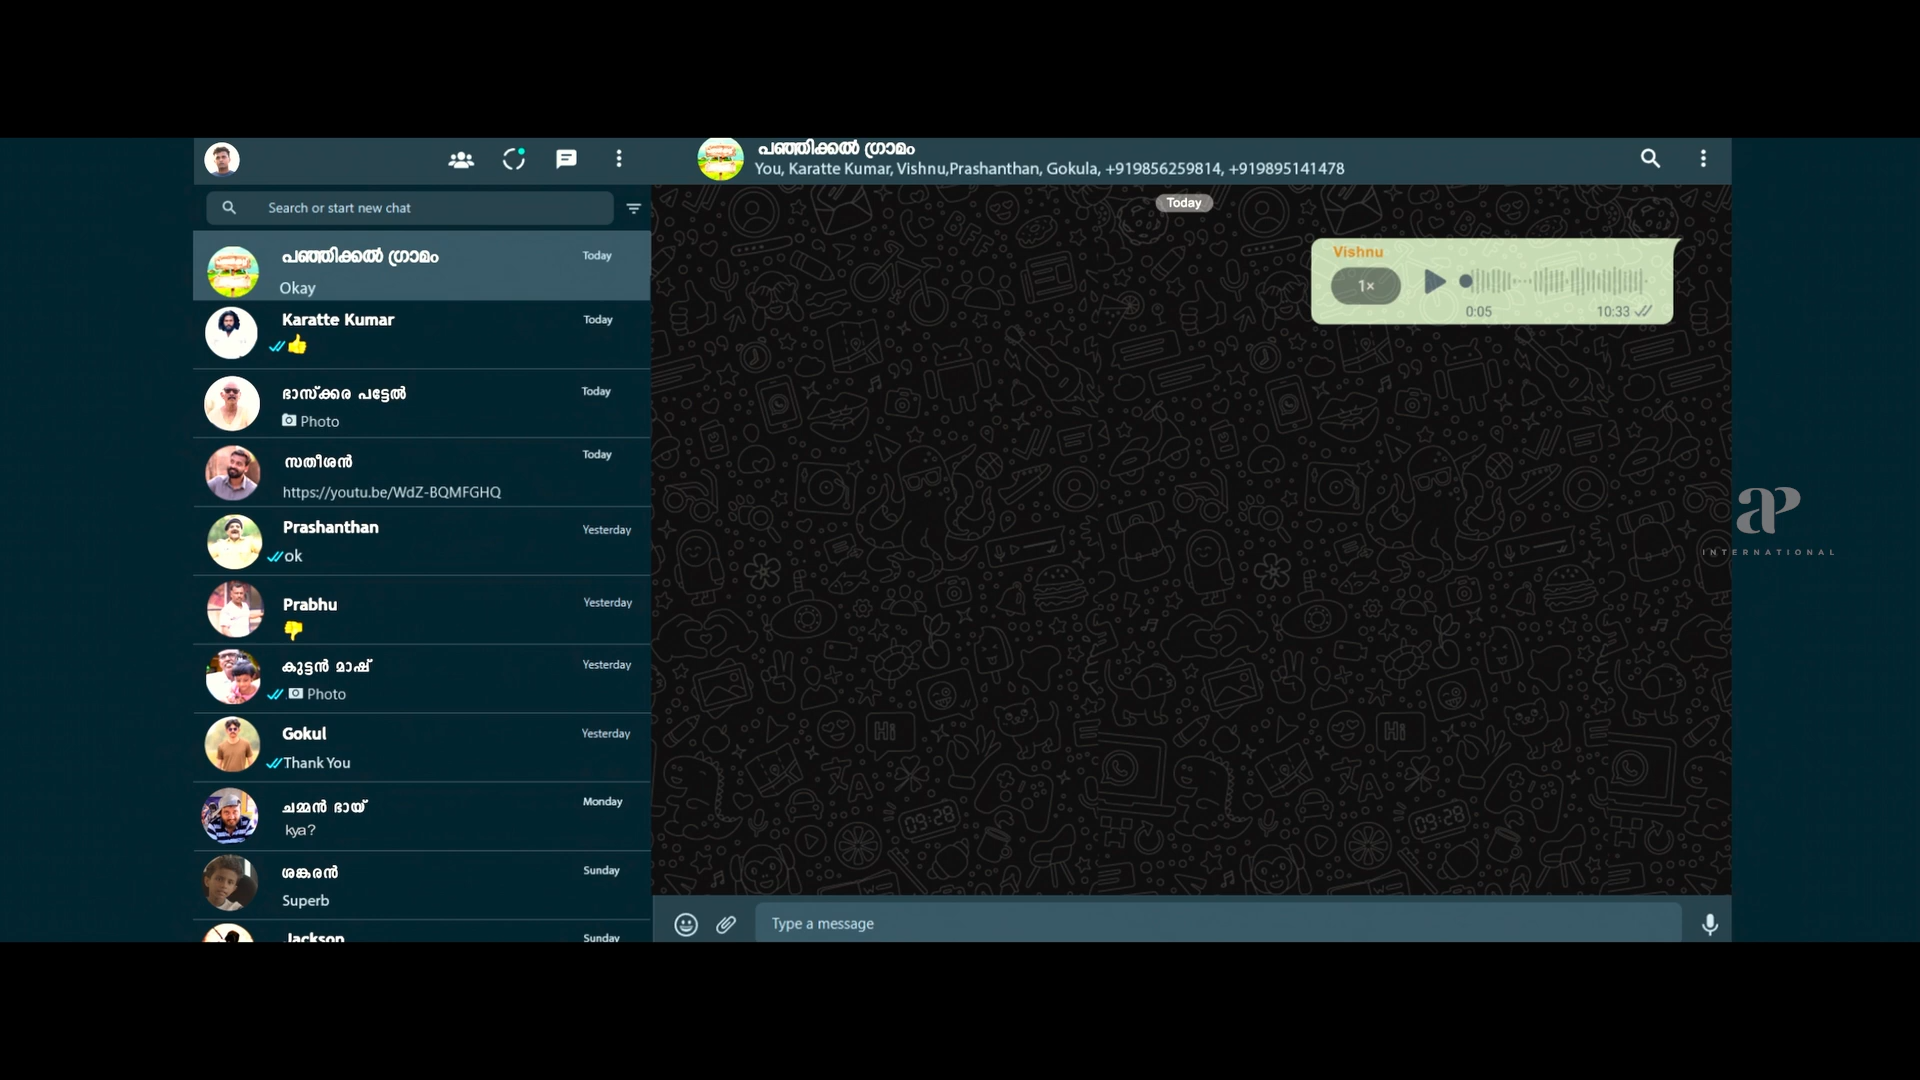 പഞ്ഞിക്കൽ ഗ്രാമം
You, Karatte Kumar, Vishnu,Prashanthan, Gokula, +919856259814, +919895141478
Search or start new chat
Today
പഞ്ഞിക്കൽ ഗ്രാമം
Today
Okay
Vishnu
1×
0:05
10:33
Karatte Kumar
Today
ഭാസ്ക്കര പട്ടേൽ
Today
Photo
സതീശൻ
Today
https://youtu.be/WdZ-BQMFGHQ
Prashanthan
Yesterday
ok
ap
INTERNATIONAL
Prabhu
Yesterday
കുട്ടൻ മാഷ്
Yesterday
Photo
Gokul
Yesterday
Thank You
ചമ്മൻ ഭായ്
Monday
kya?
ശങ്കരൻ
Sunday
Superb
Type a message
Jackson
Sunday